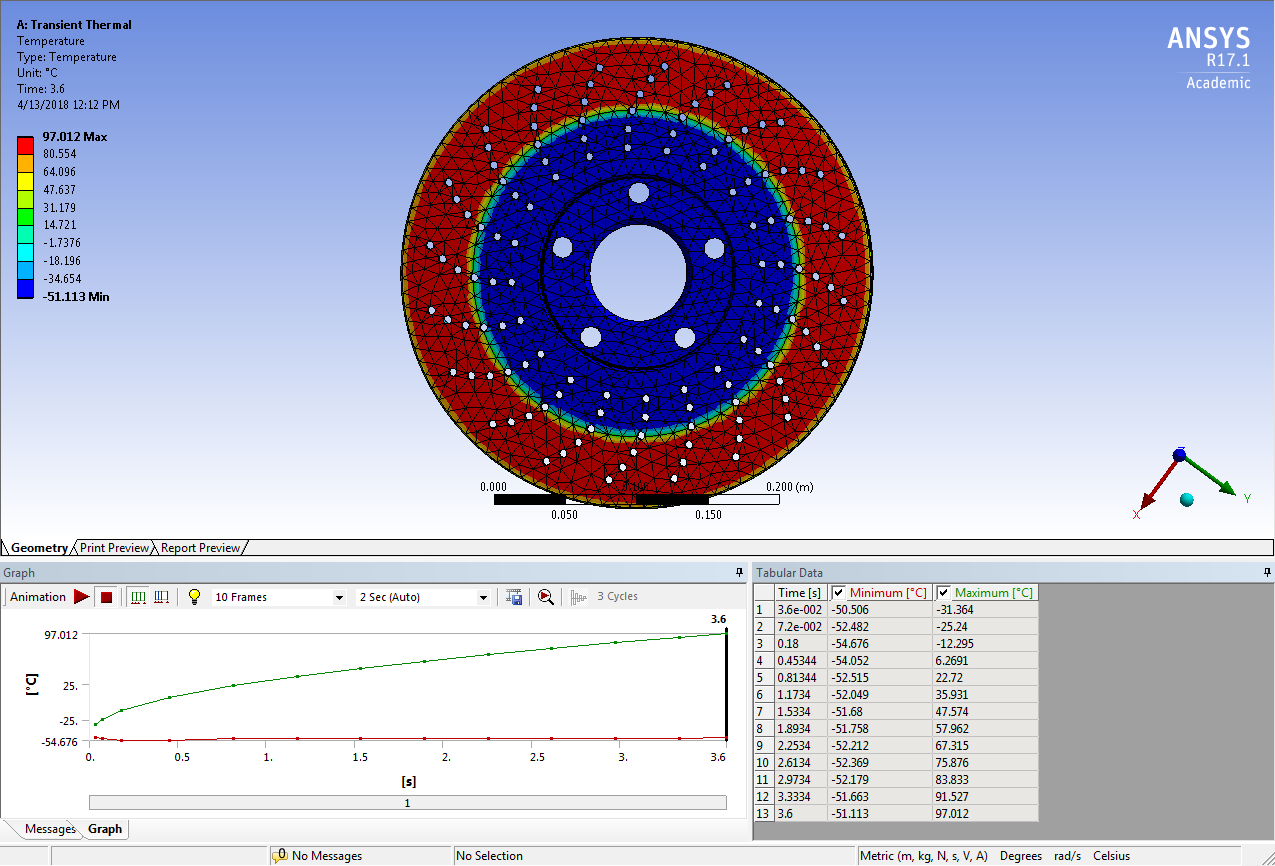 A: Transient Thermal
Temperature
Type: Temperature
Unit: °C
Time: 3.6
4/13/2018 12:12 PM
97.012 Max
80.554
64.096
47.637
31.179
14.721
-1.7376
-18.196
-34.654
-51.113 Min
ANSYS
R17.1
Academic
0.000 0.200 (m)
0.050 0.150
Z
X Y
Geometry Print Preview Report Preview
Graph
Animation 10 Frames 2 Sec (Auto) 3 Cycles
3.6
97.012
25.
-25.
-54.676
[°C]
0. 0.5 1. 1.5 2. 2.5 3. 3.6
[s]
1
Messages Graph
Tabular Data
Time [s] Minimum [°C] Maximum [°C]
1 3.6e-002 -50.506 -31.364
2 7.2e-002 -52.482 -25.24
3 0.18 -54.676 -12.295
4 0.45344 -54.052 6.2691
5 0.81344 -52.515 22.72
6 1.1734 -52.049 35.931
7 1.5334 -51.68 47.574
8 1.8934 -51.758 57.962
9 2.2534 -52.212 67.315
10 2.6134 -52.369 75.876
11 2.9734 -52.179 83.833
12 3.3334 -51.663 91.527
13 3.6 -51.113 97.012
0 No Messages No Selection Metric (m, kg, N, s, V, A) Degrees rad/s Celsius